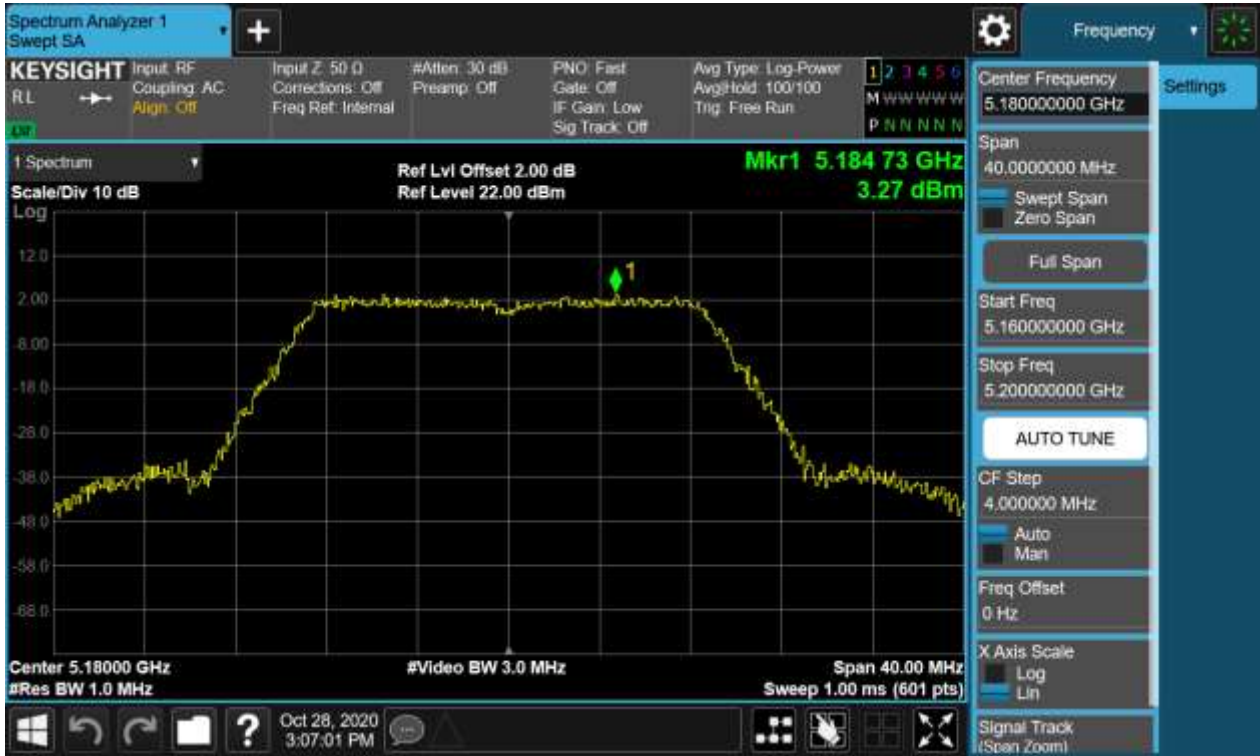 Spectrum Analyzer 1
Swept SA
Frequency
KEYSIGHT
RL
Input: RF
Coupling: AC
Align: Off
Input Z: 50 Ω
Corrections: Off
Freq Ref: Internal
#Atten: 30 dB
Preamp: Off
PNO: Fast
Gate: Off
IF Gain: Low
Sig Track: Off
Avg Type: Log-Power
Avg|Hold: 100/100
Trig: Free Run
1 2 3 4 5 6
M W W W W W
P N N N N N
1 Spectrum
Scale/Div 10 dB
Log
Ref Lvl Offset 2.00 dB
Ref Level 22.00 dBm
Mkr1 5.184 73 GHz
3.27 dBm
1
12.0
2.00
-8.00
-18.0
-28.0
-38.0
-48.0
-58.0
-68.0
Center 5.18000 GHz
#Res BW 1.0 MHz
#Video BW 3.0 MHz
Span 40.00 MHz
Sweep 1.00 ms (601 pts)
?
Oct 28, 2020
3:07:01 PM
Center Frequency
5.180000000 GHz
Settings
Span
40.0000000 MHz
Swept Span
Zero Span
Full Span
Start Freq
5.160000000 GHz
Stop Freq
5.200000000 GHz
AUTO TUNE
CF Step
4.000000 MHz
Auto
Man
Freq Offset
0 Hz
X Axis Scale
Log
Lin
Signal Track
(Span Zoom)